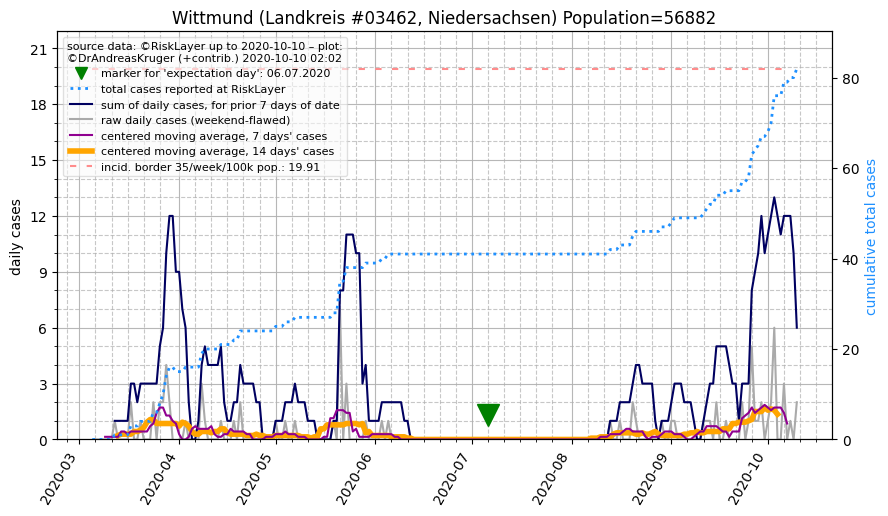 Wittmund (Landkreis #03462, Niedersachsen) Population=56882
source data: ©RiskLayer up to 2020-10-10 – plot:
©DrAndreasKruger (+contrib.) 2020-10-10 02:02
marker for 'expectation day': 06.07.2020
total cases reported at RiskLayer
sum of daily cases, for prior 7 days of date
raw daily cases (weekend-flawed)
centered moving average, 7 days' cases
centered moving average, 14 days' cases
incid. border 35/week/100k pop.: 19.91
daily cases
21
18
15
12
9
6
3
0
cumulative total cases
80
60
40
20
0
2020-03
2020-04
2020-05
2020-06
2020-07
2020-08
2020-09
2020-10